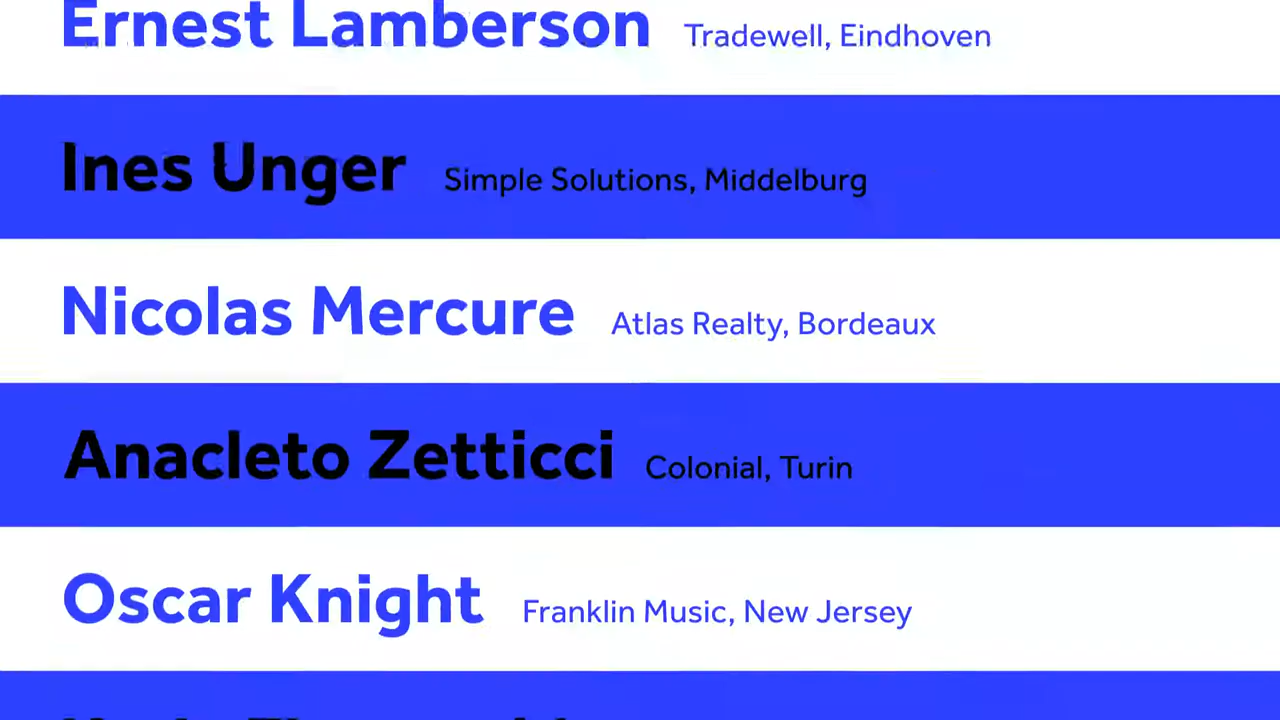 Ernest Lamberson Tradewell, Eindhoven
Ines Unger Simple Solutions, Middelburg
Nicolas Mercure Atlas Realty, Bordeaux
Anacleto Zetticci Colonial, Turin
Oscar Knight Franklin Music, New Jersey